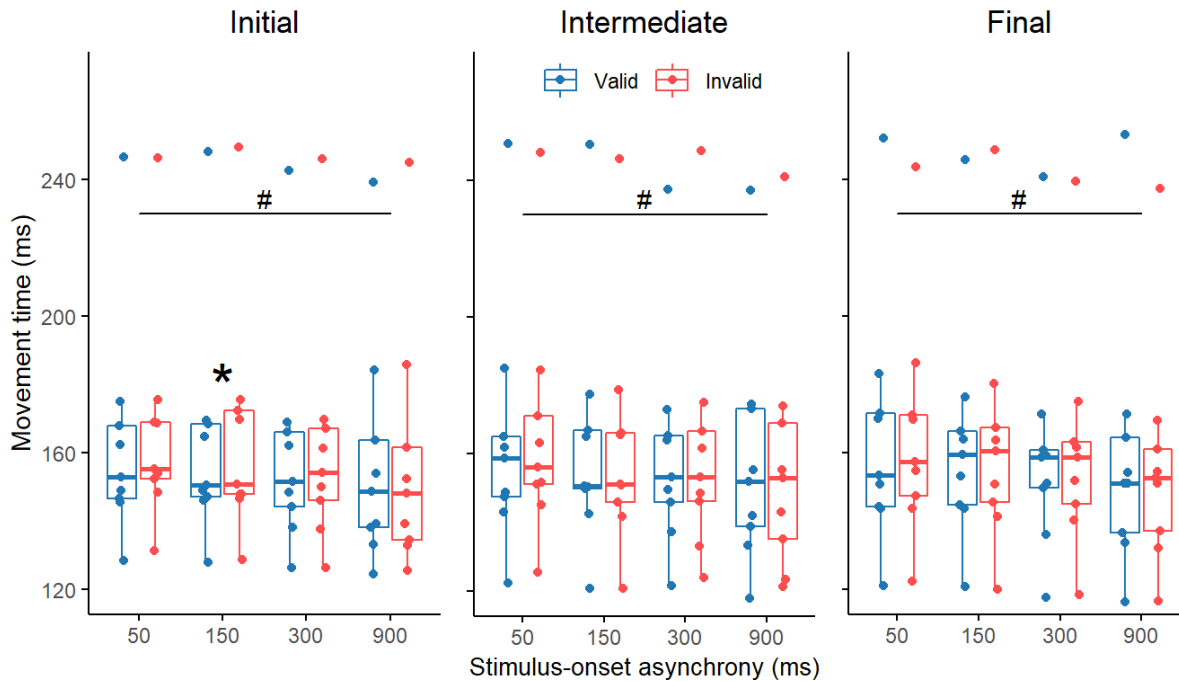 Initial Intermediate Final
Valid Invalid
Movement time (ms)
240
200
160
120
# # #
*
50 150 300 900 50 150 300 900 50 150 300 900
Stimulus-onset asynchrony (ms)